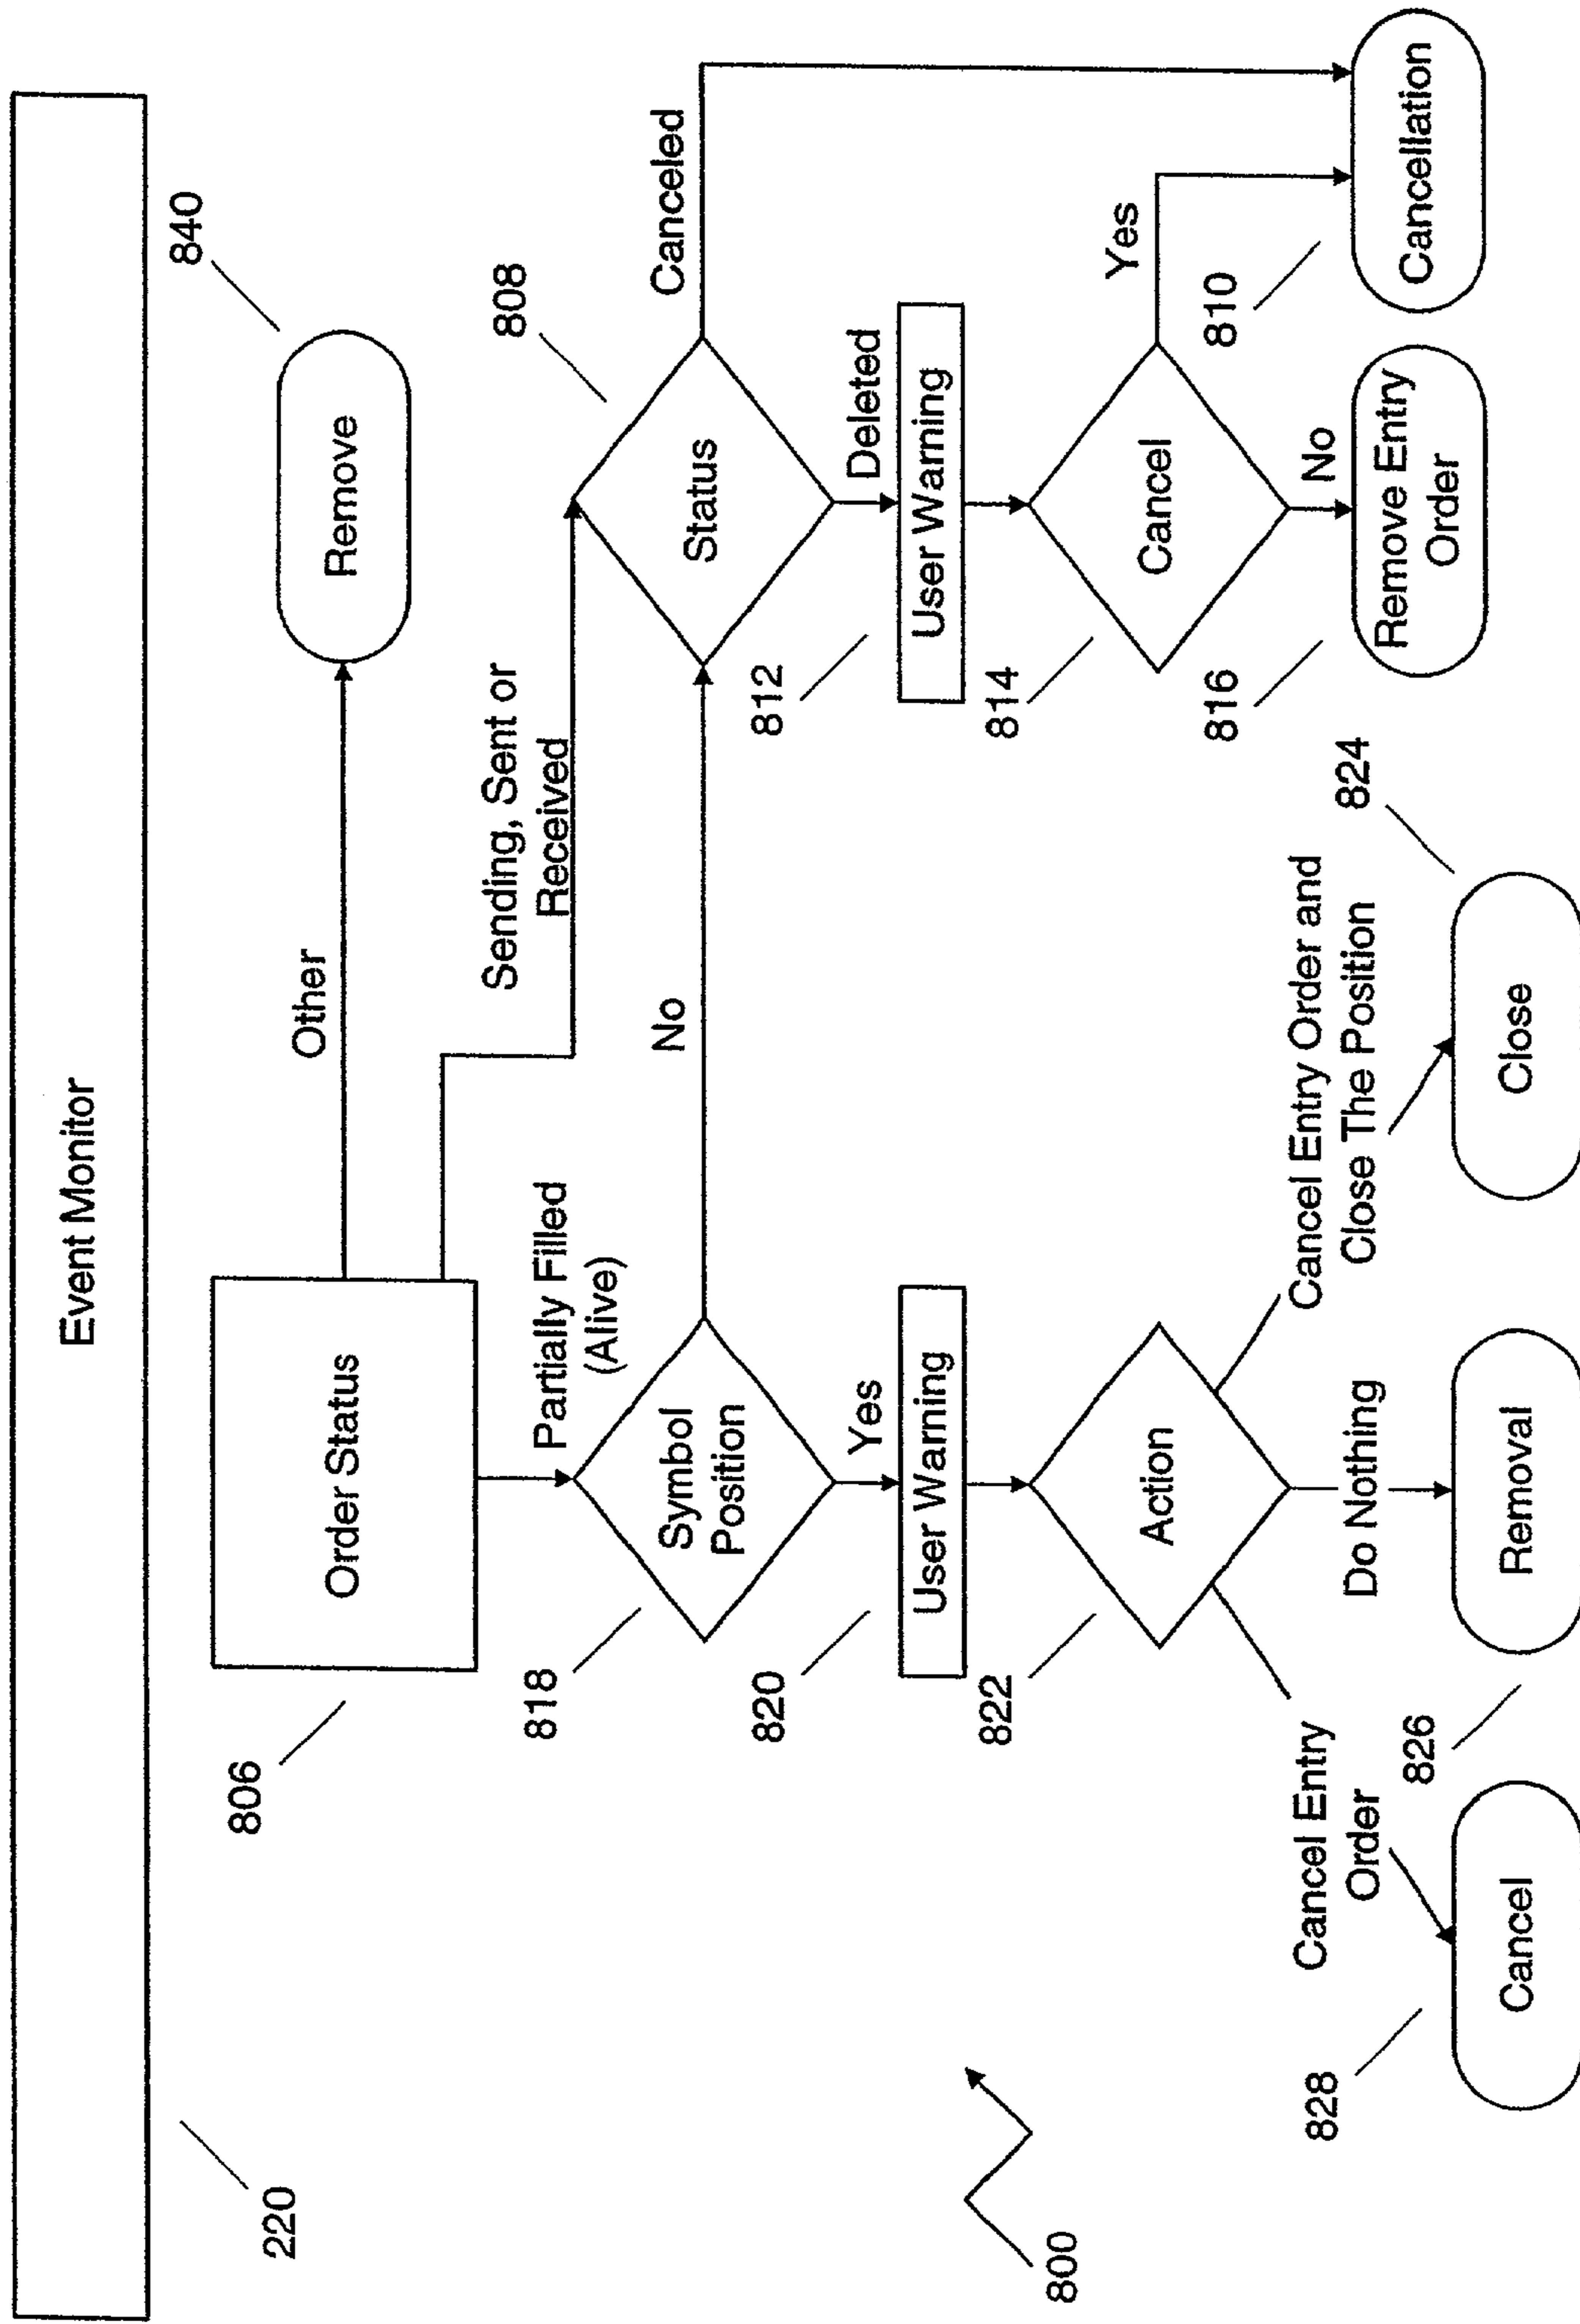 Event Monitor
220
840
Remove
Other
Order Status
806
Sending, Sent or
Received
808
Status
Canceled
Partially Filled
(Alive)
818
Symbol
Position
No
Deleted
812
User Warning
Yes
820
User Warning
814
Cancel
Yes
822
Action
810
Cancellation
No
816
Remove Entry
Order
Cancel Entry
Order
Do Nothing
Cancel Entry Order and
Close The Position
824
Close
826
Removal
828
Cancel
800